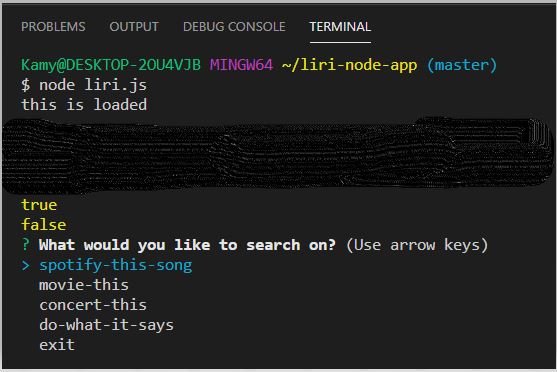 PROBLEMS OUTPUT DEBUG CONSOLE TERMINAL
Kamy@DESKTOP-2OU4VJB MINGW64 ~/liri-node-app (master)
$ node liri.js
this is loaded
true
false
? What would you like to search on? (Use arrow keys)
> spotify-this-song
movie-this
concert-this
do-what-it-says
exit